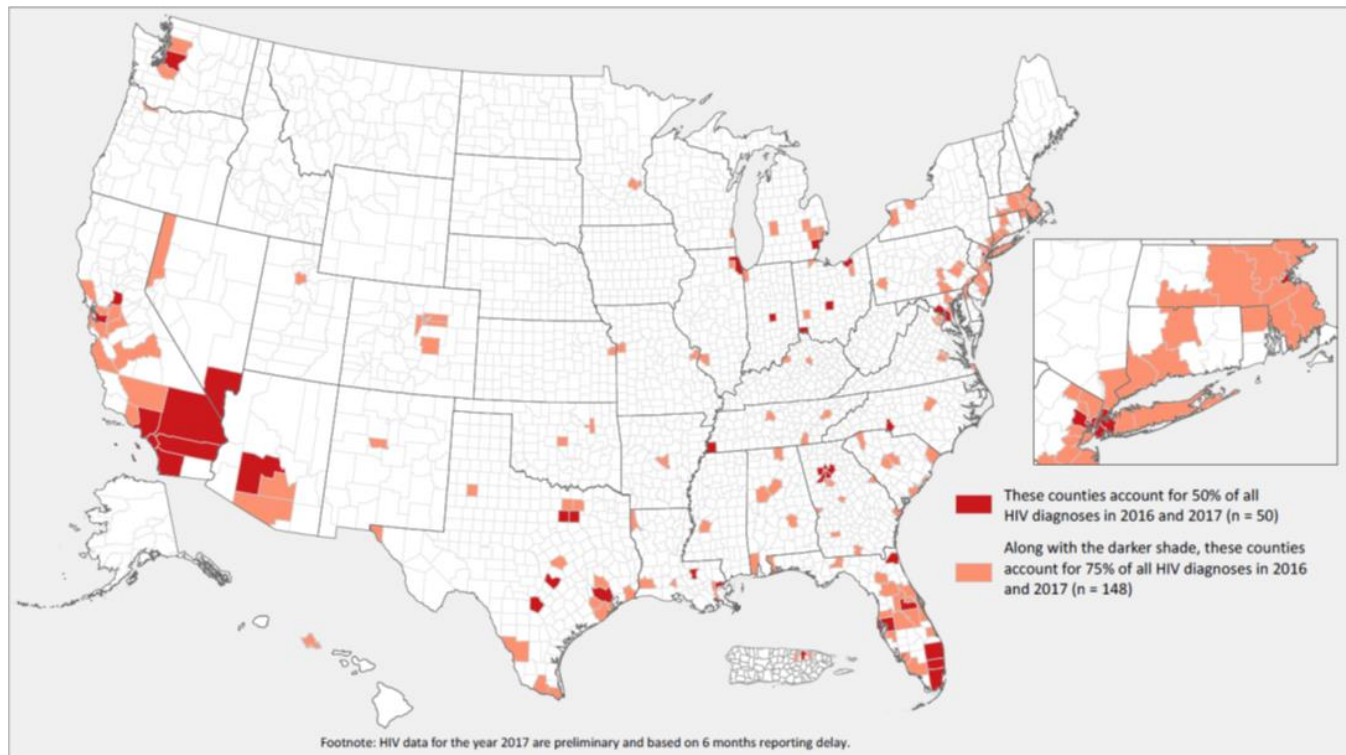 These counties account for 50% of all
HIV diagnoses in 2016 and 2017 (n = 50)
Along with the darker shade, these counties
account for 75% of all HIV diagnoses in 2016
and 2017 (n = 148)
Footnote: HIV data for the year 2017 are preliminary and based on 6 months reporting delay.